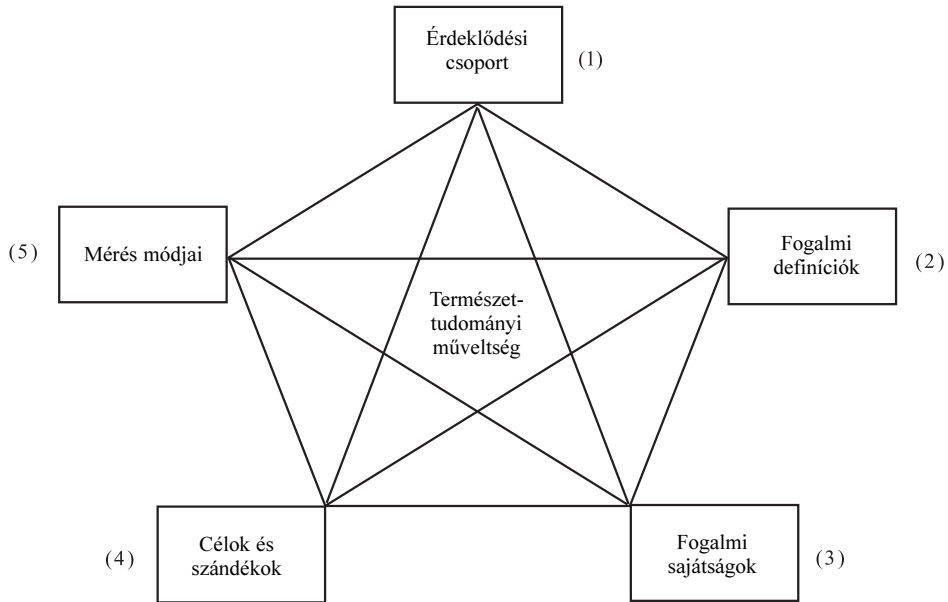 Érdeklődési
csoport
(1)
Fogalmi
definíciók
(2)
Fogalmi
sajátságok
(3)
Célok és
szándékok
(4)
Mérés módjai
(5)
Természet-
tudományi
műveltség